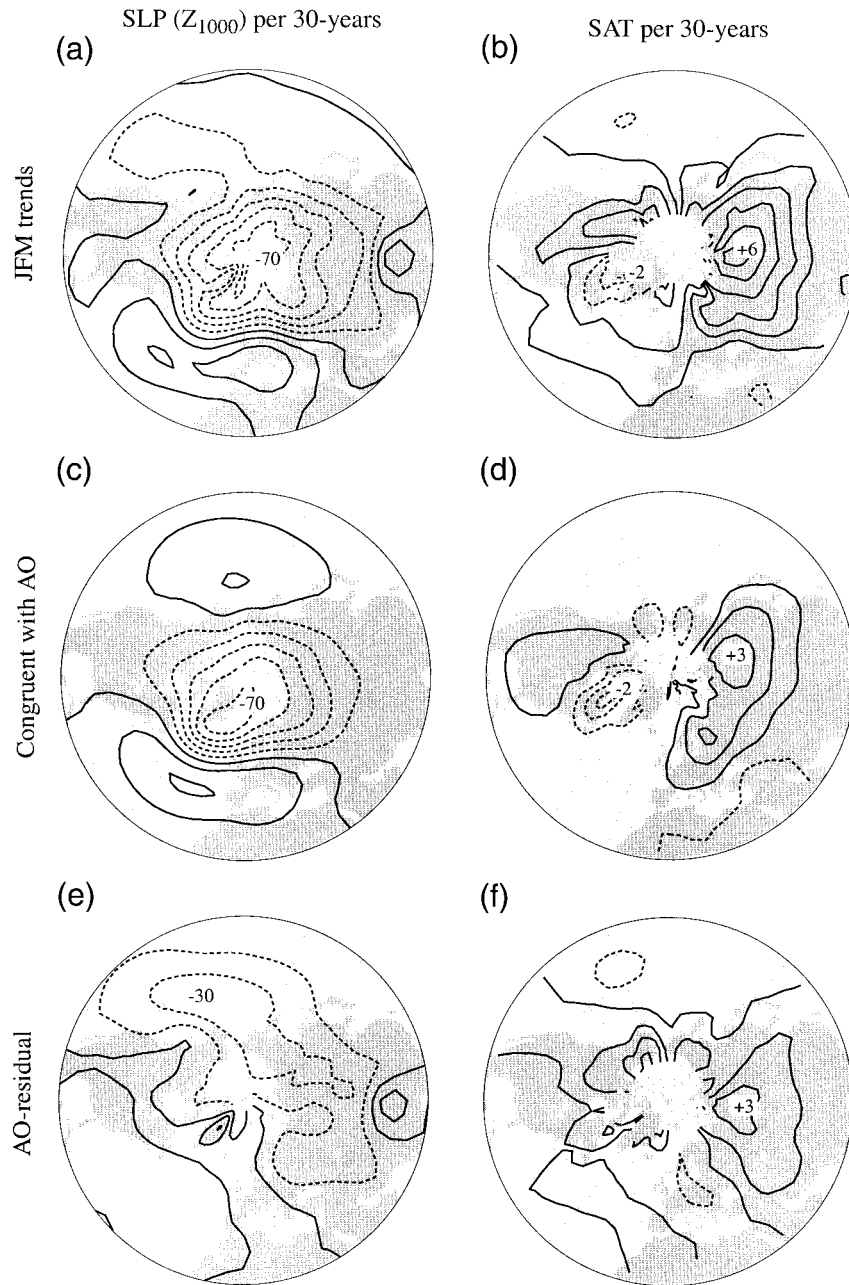 SLP (Z1000) per 30-years
SAT per 30-years
(a)
(b)
JFM trends
-70
-2
+6
(c)
(d)
Congruent with AO
-70
-2
+3
(e)
(f)
AO-residual
-30
+3